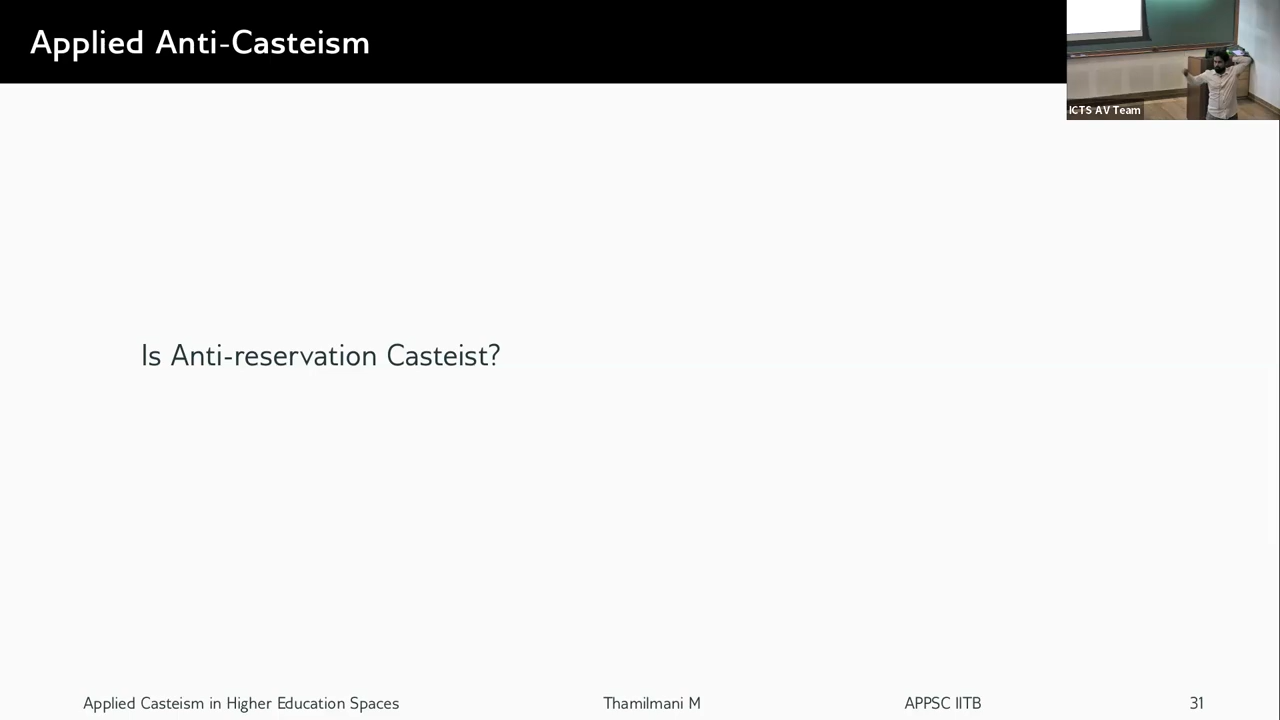 Applied Anti-Casteism
ICTS AV Team
Is Anti-reservation Casteist?
Applied Casteism in Higher Education Spaces
Thamilmani M
APPSC IITB
31